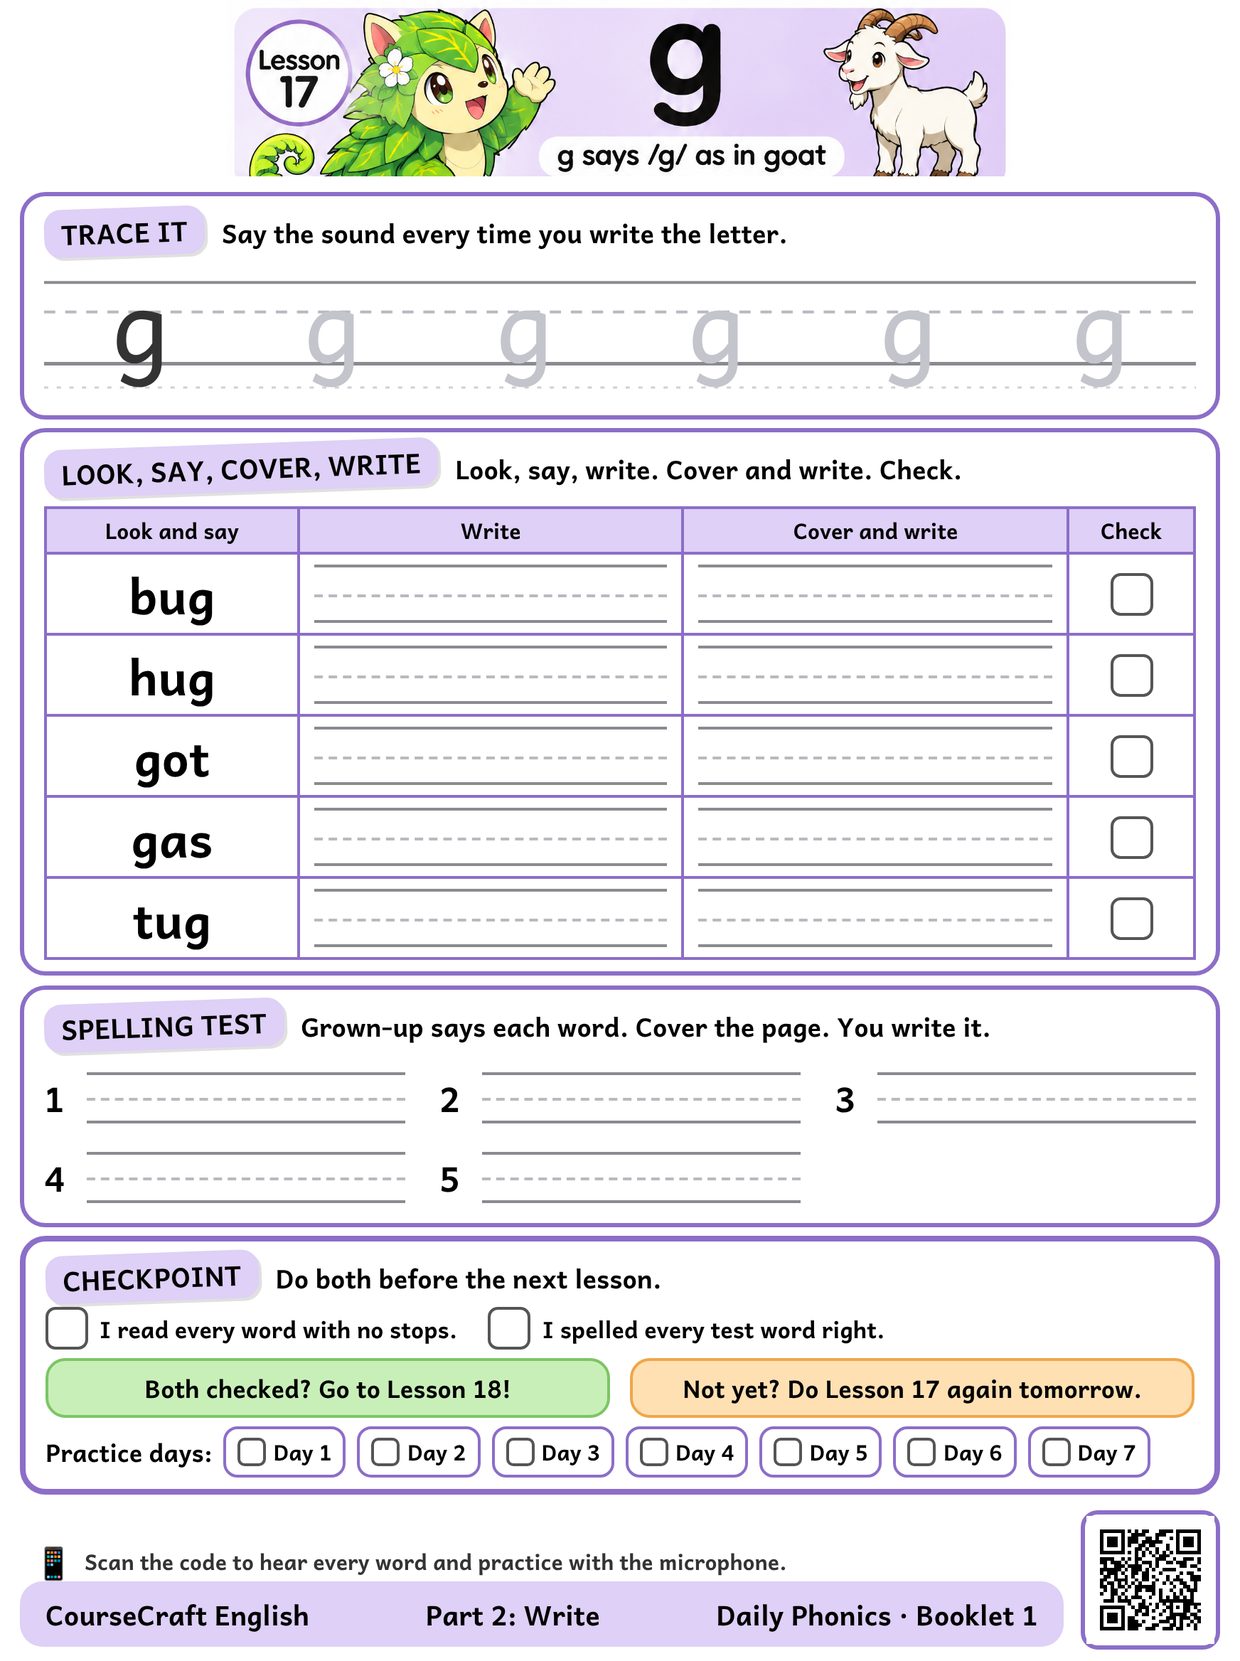 Lesson
17
g
g says /g/ as in goat
TRACE IT Say the sound every time you write the letter.
g g g g g g
LOOK, SAY, COVER, WRITE Look, say, write. Cover and write. Check.
Look and say Write Cover and write Check
bug
hug
got
gas
tug
SPELLING TEST Grown-up says each word. Cover the page. You write it.
1 2 3
4 5
CHECKPOINT Do both before the next lesson.
I read every word with no stops. I spelled every test word right.
Both checked? Go to Lesson 18! Not yet? Do Lesson 17 again tomorrow.
Practice days: Day 1 Day 2 Day 3 Day 4 Day 5 Day 6 Day 7
Scan the code to hear every word and practice with the microphone.
CourseCraft English Part 2: Write Daily Phonics · Booklet 1